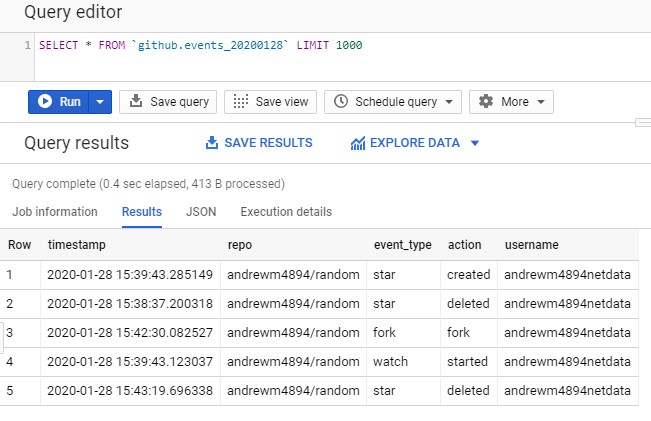 Query editor
1 SELECT * FROM `github.events_20200128` LIMIT 1000
Run Save query Save view Schedule query More
Query results SAVE RESULTS EXPLORE DATA
Query complete (0.4 sec elapsed, 413 B processed)
Job information Results JSON Execution details
Row timestamp repo event_type action username
1 2020-01-28 15:39:43.285149 andrewm4894/random star created andrewm4894netdata
2 2020-01-28 15:38:37.200318 andrewm4894/random star deleted andrewm4894netdata
3 2020-01-28 15:42:30.082527 andrewm4894/random fork fork andrewm4894netdata
4 2020-01-28 15:39:43.123037 andrewm4894/random watch started andrewm4894netdata
5 2020-01-28 15:43:19.696338 andrewm4894/random star deleted andrewm4894netdata